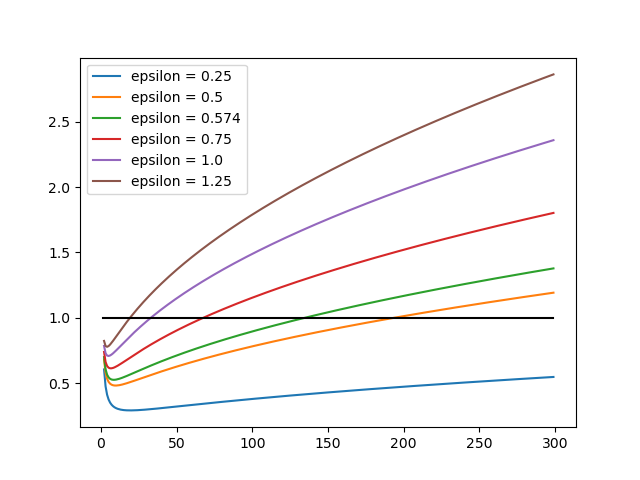 epsilon = 0.25
epsilon = 0.5
epsilon = 0.574
epsilon = 0.75
epsilon = 1.0
epsilon = 1.25
2.5
2.0
1.5
1.0
0.5
0 50 100 150 200 250 300